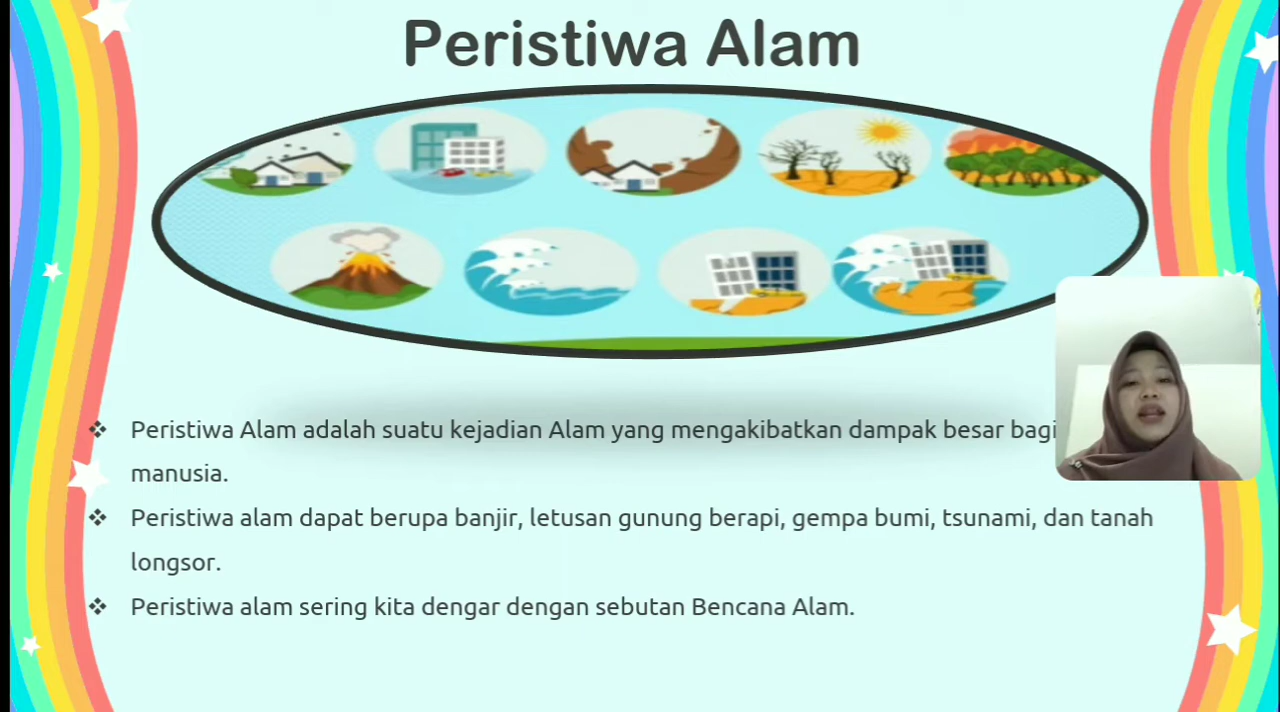 Peristiwa Alam
Peristiwa Alam adalah suatu kejadian Alam yang mengakibatkan dampak besar bagi
manusia.
Peristiwa alam dapat berupa banjir, letusan gunung berapi, gempa bumi, tsunami, dan tanah
longsor.
Peristiwa alam sering kita dengar dengan sebutan Bencana Alam.